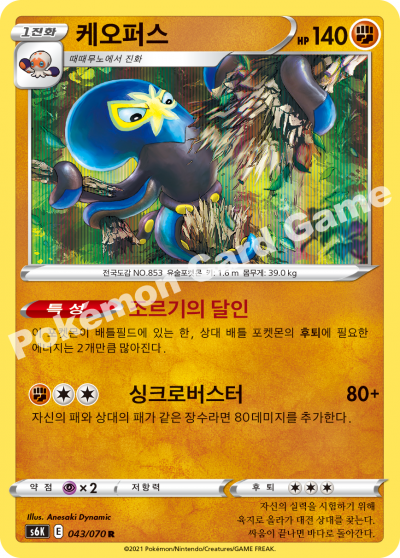 1진화
케오퍼스
HP 140
때때무노에서 진화
전국도감 NO.853 유술포켓몬 키: 1.6 m 몸무게: 39.0 kg
특성 조르기의 달인
이 포켓몬이 배틀필드에 있는 한, 상대 배틀 포켓몬의 후퇴에 필요한
에너지는 2개만큼 많아진다.
싱크로버스터 80+
자신의 패와 상대의 패가 같은 장수라면 80데미지를 추가한다.
약점 ×2 저항력 후퇴
Illus. Anesaki Dynamic
s6K E 043/070 R
자신의 실력을 시험하기 위해
육지로 올라가 대전 상대를 찾는다.
싸움이 끝나면 바다로 돌아간다.
©2021 Pokémon/Nintendo/Creatures/GAME FREAK.
Pokémon Card Game